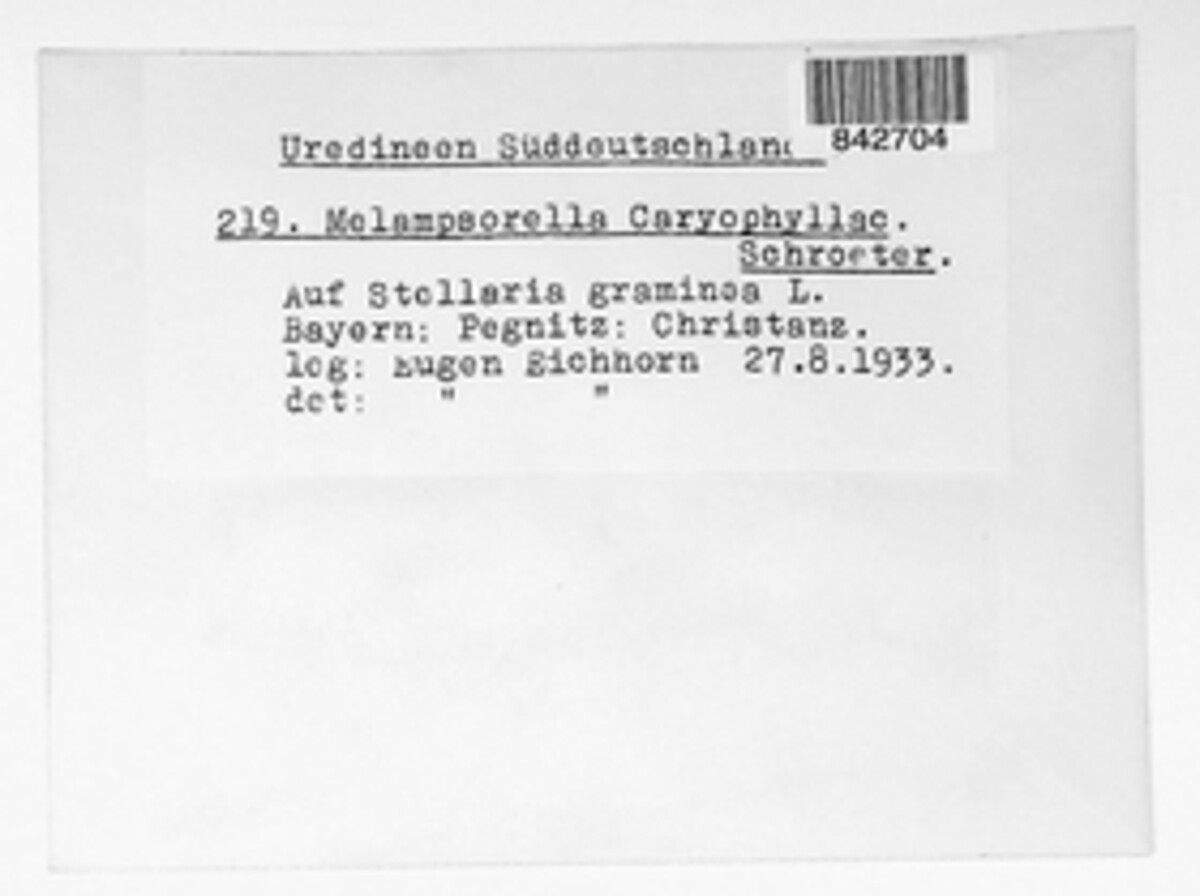 842704
Uredineen Süddeutschland
219. Melampsorella Caryophyllac.
Schroeter.
Auf Stellaria graminea L.
Bayern: Pegnitz: Christanz.
leg: Eugen Eichhorn 27.8.1933.
det: " "